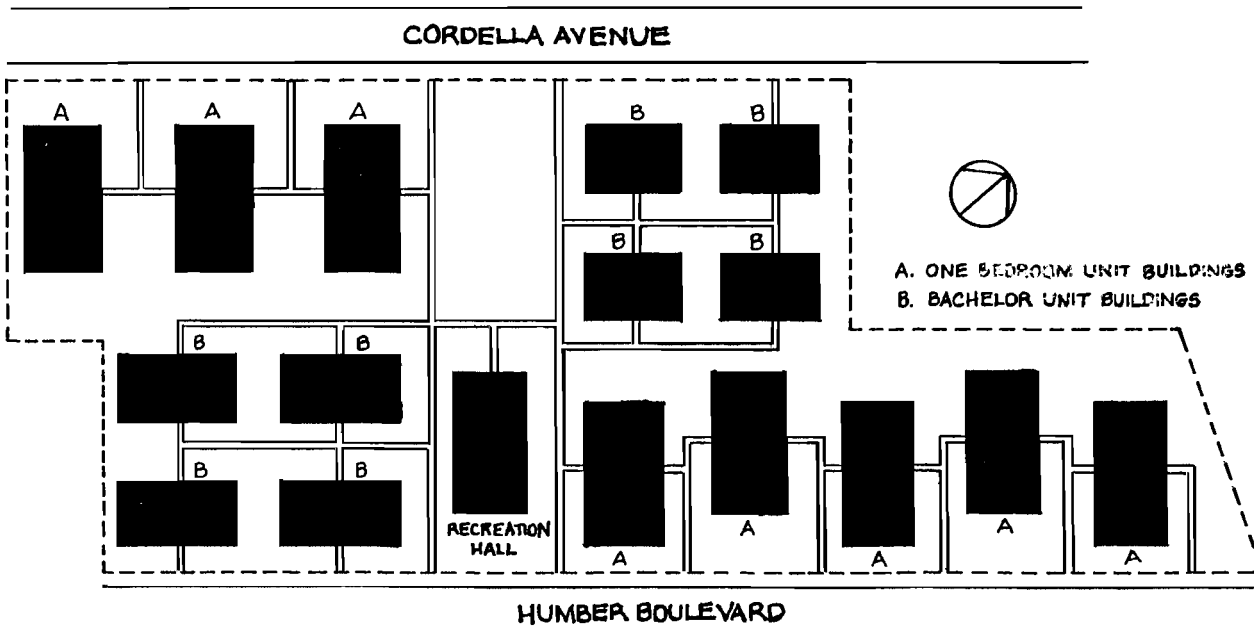 CORDELLA AVENUE
A
A
A
B
B
B
B
A. ONE BEDROOM UNIT BUILDINGS
B. BACHELOR UNIT BUILDINGS
B
B
B
B
RECREATION
HALL
A
A
A
A
A
HUMBER BOULEVARD